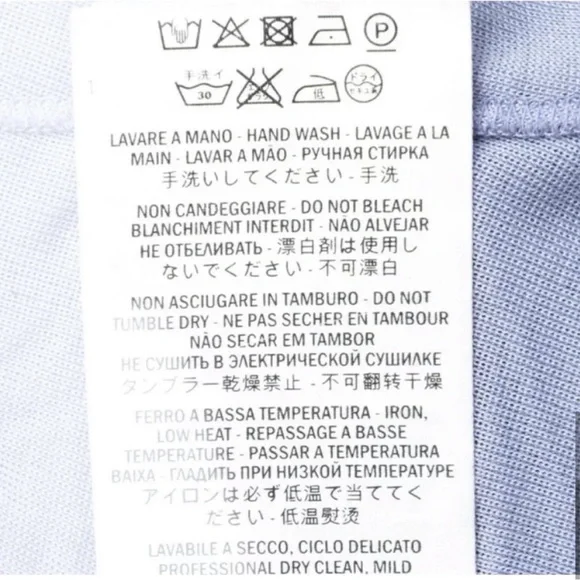 P
手洗イ
30
低
ドライ
LAVARE A MANO - HAND WASH - LAVAGE A LA
MAIN - LAVAR A MÃO - РУЧНАЯ СТИРКА
手洗いしてください - 手洗
NON CANDEGGIARE - DO NOT BLEACH
BLANCHIMENT INTERDIT - NÃO ALVEJAR
НЕ ОТБЕЛИВАТЬ - 漂白剤は使用し
ないでください - 不可漂白
NON ASCIUGARE IN TAMBURO - DO NOT
TUMBLE DRY - NE PAS SECHER EN TAMBOUR
NÃO SECAR EM TAMBOR
НЕ СУШИТЬ В ЭЛЕКТРИЧЕСКОЙ СУШИЛКЕ
タンブラー乾燥禁止 - 不可翻转干燥
FERRO A BASSA TEMPERATURA - IRON,
LOW HEAT - REPASSAGE A BASSE
TEMPERATURE - PASSAR A TEMPERATURA
BAIXA - ГЛАДИТЬ ПРИ НИЗКОЙ ТЕМПЕРАТУРЕ
アイロンは必ず低温で当ててく
ださい - 低温熨烫
LAVABILE A SECCO, CICLO DELICATO
PROFESSIONAL DRY CLEAN, MILD